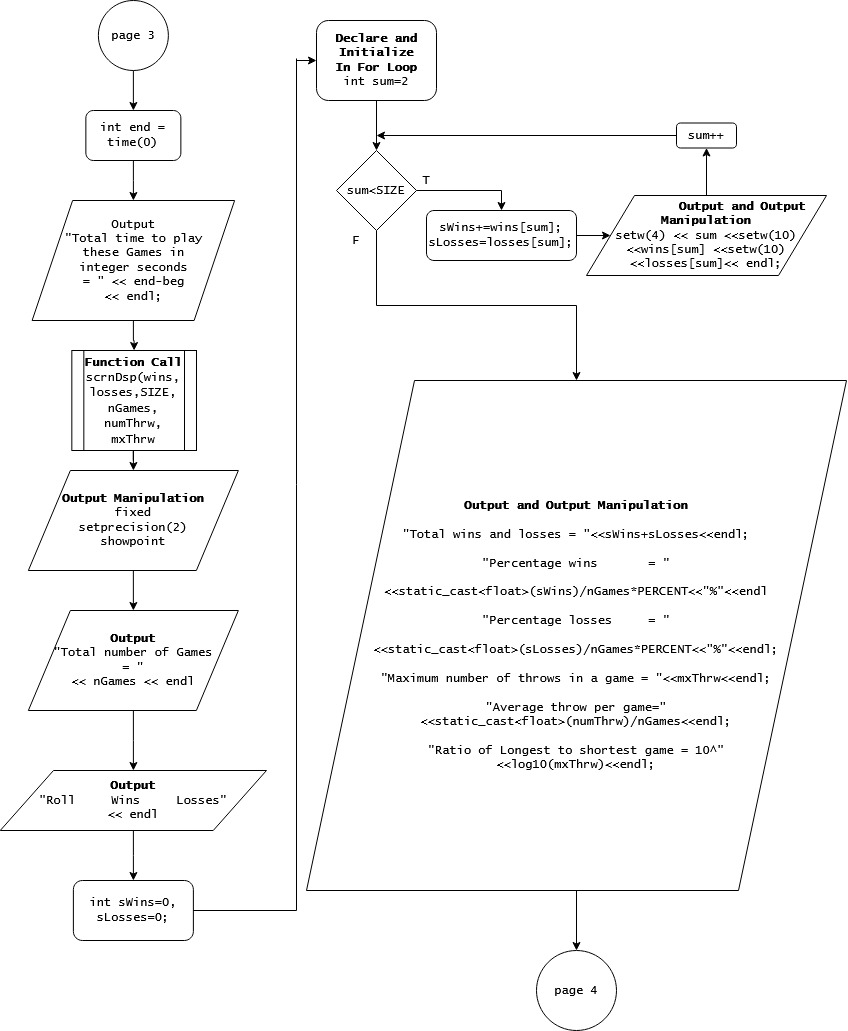 page 3
int end =
time(0)
Output
"Total time to play
these Games in
integer seconds
= " << end-beg
<< endl;
Function Call
scrnDsp(wins,
losses,SIZE,
nGames,
numThrw,
mxThrw
Output Manipulation
fixed
setprecision(2)
showpoint
Output
"Total number of Games
= "
<< nGames << endl
Output
"Roll Wins Losses"
<< endl
int sWins=0,
sLosses=0;
Declare and
Initialize
In For Loop
int sum=2
sum++
sum<SIZE
T
F
sWins+=wins[sum];
sLosses=losses[sum];
Output and Output
Manipulation
setw(4) << sum <<setw(10)
<<wins[sum] <<setw(10)
<<losses[sum]<< endl;
Output and Output Manipulation
"Total wins and losses = "<<sWins+sLosses<<endl;
"Percentage wins = "
<<static_cast<float>(sWins)/nGames*PERCENT<<"%"<<endl
"Percentage losses = "
<<static_cast<float>(sLosses)/nGames*PERCENT<<"%"<<endl;
"Maximum number of throws in a game = "<<mxThrw<<endl;
"Average throw per game="
<<static_cast<float>(numThrw)/nGames<<endl;
"Ratio of Longest to shortest game = 10^"
<<log10(mxThrw)<<endl;
page 4